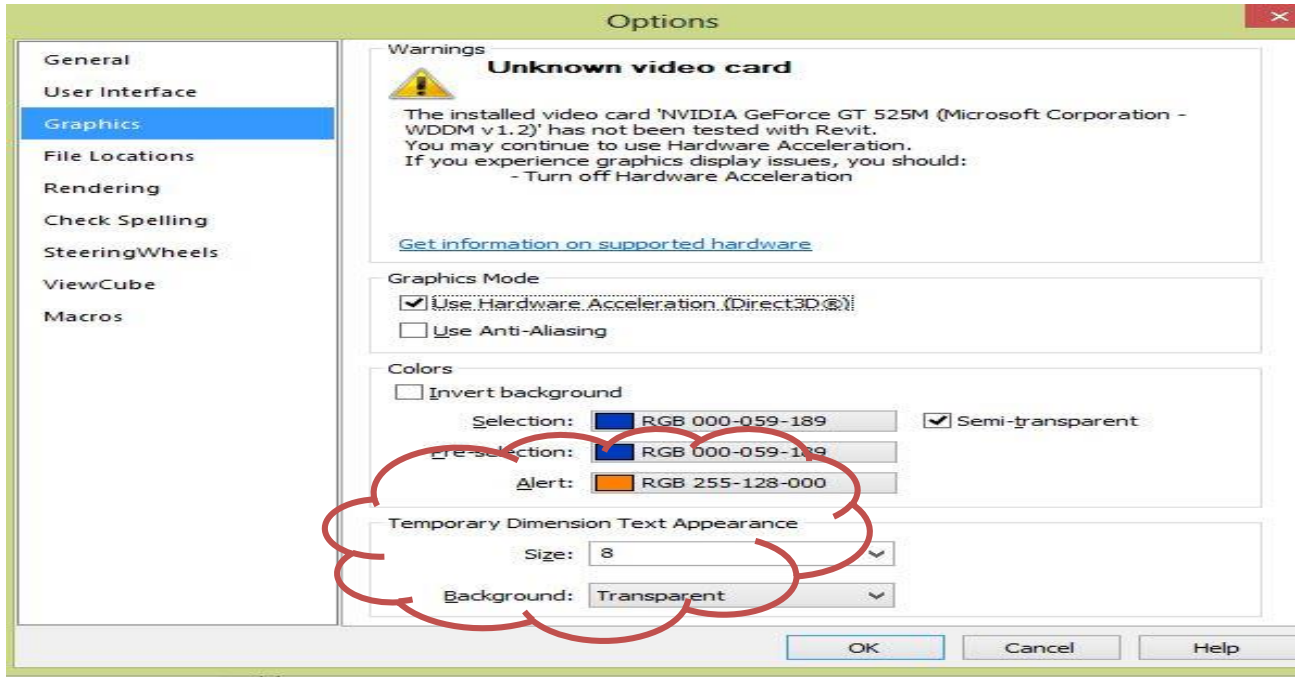 Options
General
User Interface
Graphics
File Locations
Rendering
Check Spelling
SteeringWheels
ViewCube
Macros
Warnings
Unknown video card
The installed video card 'NVIDIA GeForce GT 525M (Microsoft Corporation -
WDDM v1.2)' has not been tested with Revit.
You may continue to use Hardware Acceleration.
If you experience graphics display issues, you should:
- Turn off Hardware Acceleration
Get information on supported hardware
Graphics Mode
Use Hardware Acceleration (Direct3D®)
Use Anti-Aliasing
Colors
Invert background
Selection: RGB 000-059-189 Semi-transparent
Pre-selection: RGB 000-059-189
Alert: RGB 255-128-000
Temporary Dimension Text Appearance
Size: 8
Background: Transparent
OK Cancel Help